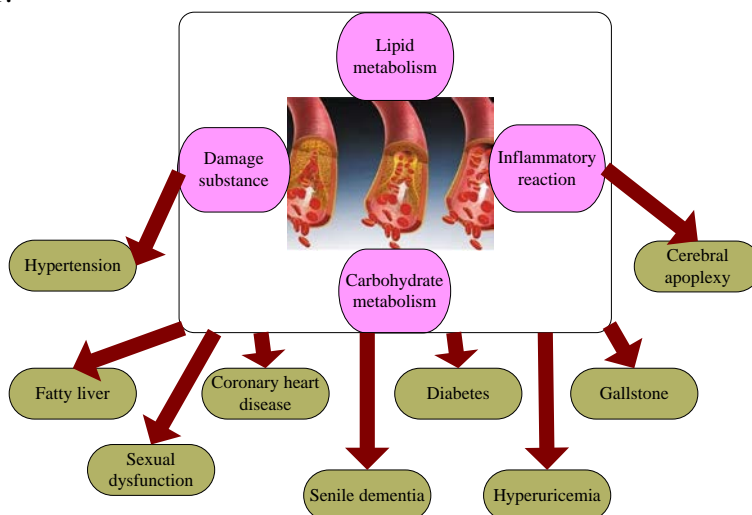 Lipid
metabolism
Damage
substance
Inflammatory
reaction
Carbohydrate
metabolism
Hypertension
Cerebral
apoplexy
Fatty liver
Coronary heart
disease
Diabetes
Gallstone
Sexual
dysfunction
Senile dementia
Hyperuricemia